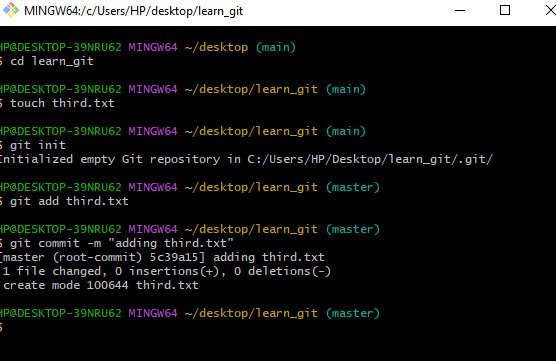 MINGW64:/c/Users/HP/desktop/learn_git
HP@DESKTOP-39NRU62 MINGW64 ~/desktop (main)
$ cd learn_git
HP@DESKTOP-39NRU62 MINGW64 ~/desktop/learn_git (main)
$ touch third.txt
HP@DESKTOP-39NRU62 MINGW64 ~/desktop/learn_git (main)
$ git init
Initialized empty Git repository in C:/Users/HP/Desktop/learn_git/.git/
HP@DESKTOP-39NRU62 MINGW64 ~/desktop/learn_git (master)
$ git add third.txt
HP@DESKTOP-39NRU62 MINGW64 ~/desktop/learn_git (master)
$ git commit -m "adding third.txt"
[master (root-commit) 5c39a15] adding third.txt
1 file changed, 0 insertions(+), 0 deletions(-)
create mode 100644 third.txt
HP@DESKTOP-39NRU62 MINGW64 ~/desktop/learn_git (master)
$